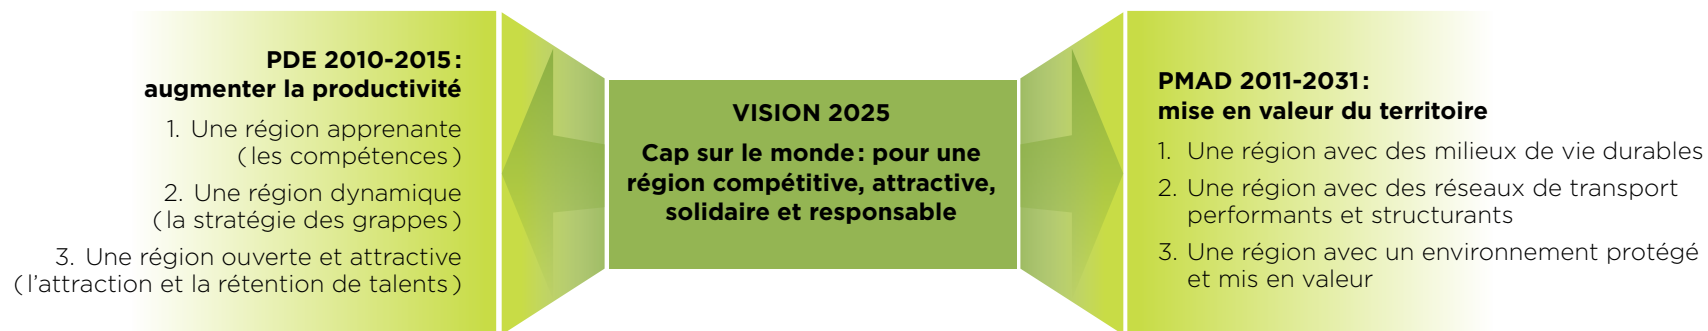 PDE 2010-2015 :
augmenter la productivité
1. Une région apprenante
(les compétences)
2. Une région dynamique
(la stratégie des grappes)
3. Une région ouverte et attractive
(l’attraction et la rétention de talents)
VISION 2025
Cap sur le monde : pour une
région compétitive, attractive,
solidaire et responsable
PMAD 2011-2031 :
mise en valeur du territoire
1. Une région avec des milieux de vie durables
2. Une région avec des réseaux de transport
performants et structurants
3. Une région avec un environnement protégé
et mis en valeur